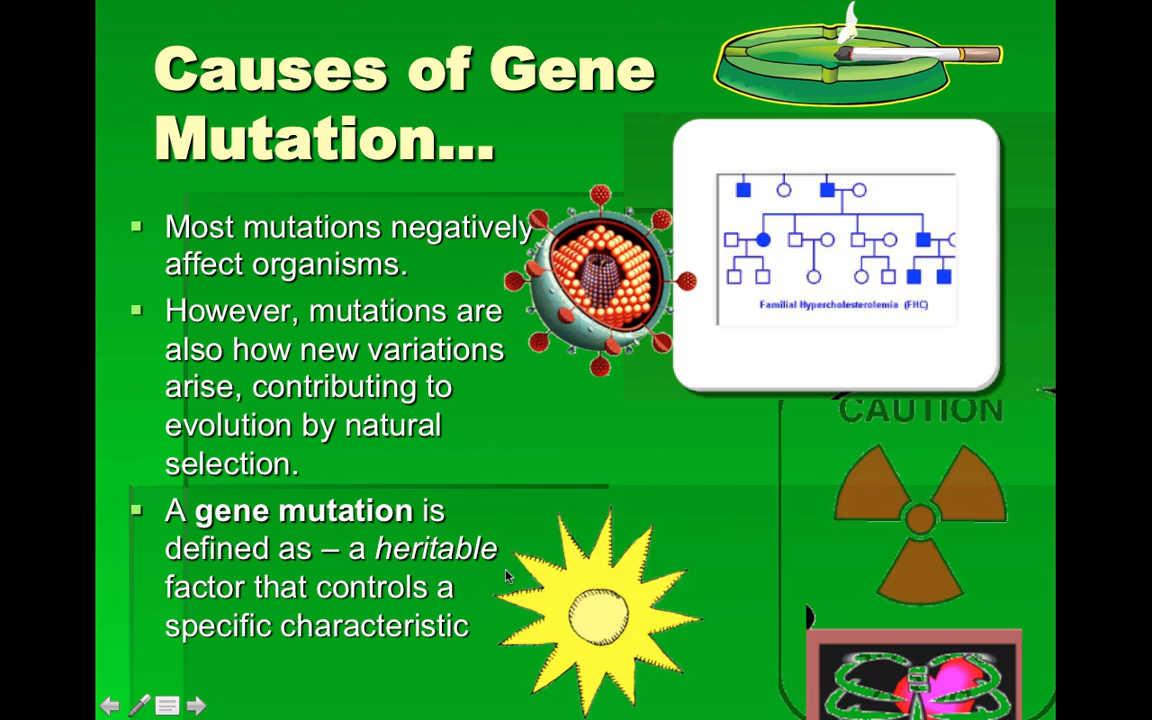 Causes of Gene
Mutation...
Most mutations negatively
affect organisms.
However, mutations are
also how new variations
arise, contributing to
evolution by natural
selection.
A gene mutation is
defined as – a heritable
factor that controls a
specific characteristic
Familial Hypercholesterolemia (FHC)
CAUTION